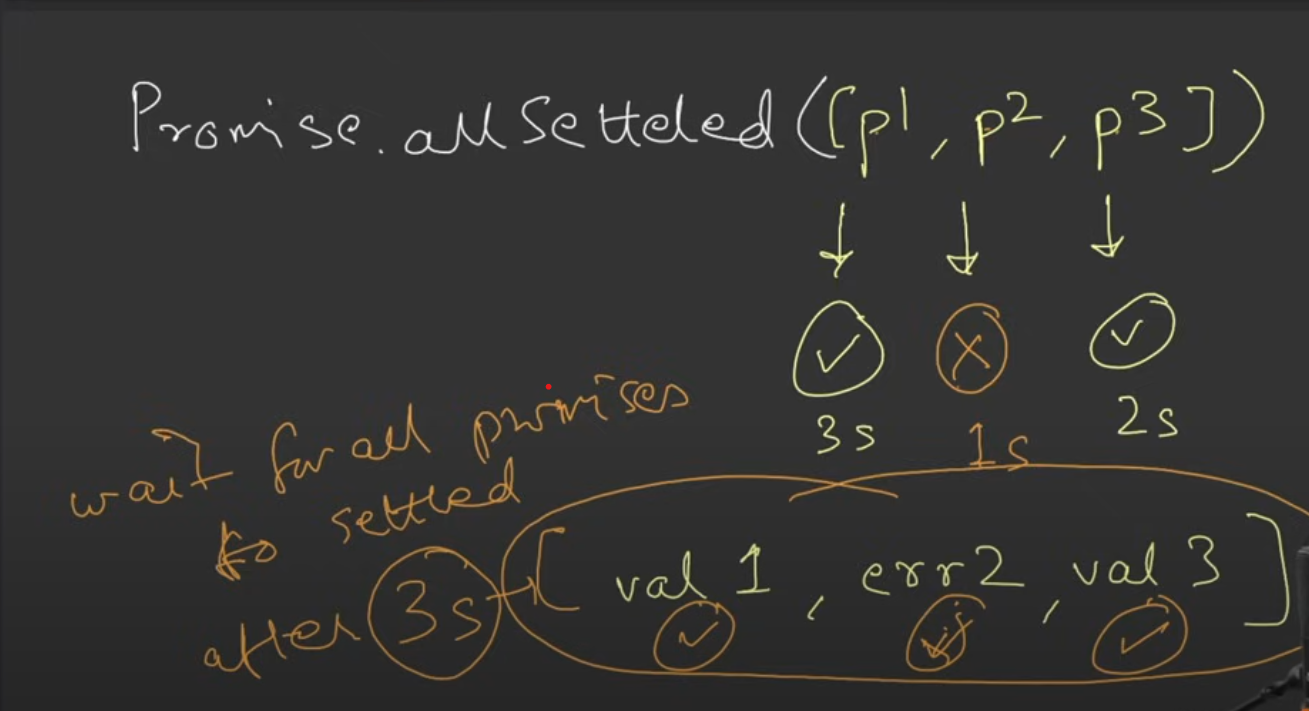 Promise.allSetteled([p1, p2, p3])
3s 1s 2s
wait for all promises
to settled
after 3s → [val 1, err2, val 3]